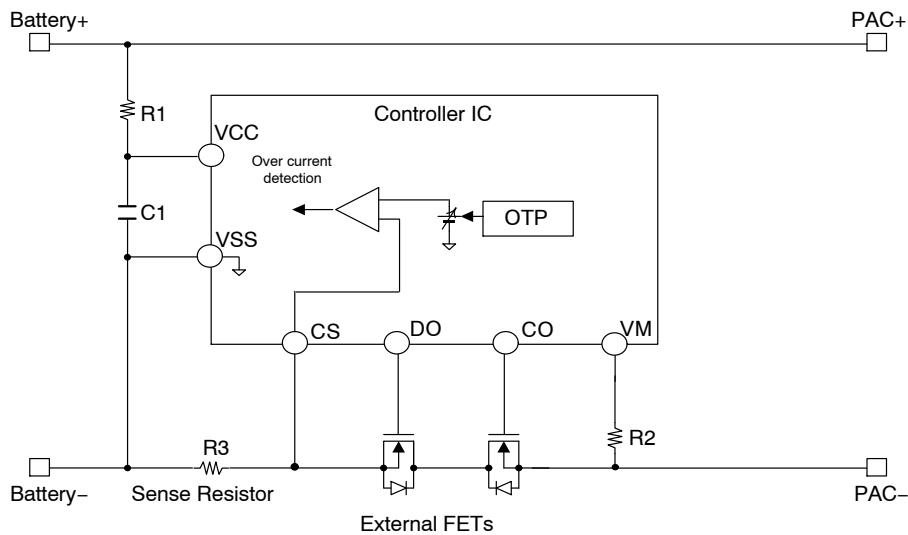 Battery+
PAC+
R1
Controller IC
VCC
Over current
detection
C1
OTP
VSS
CS
DO
CO
VM
R3
R2
Battery−
Sense Resistor
PAC−
External FETs